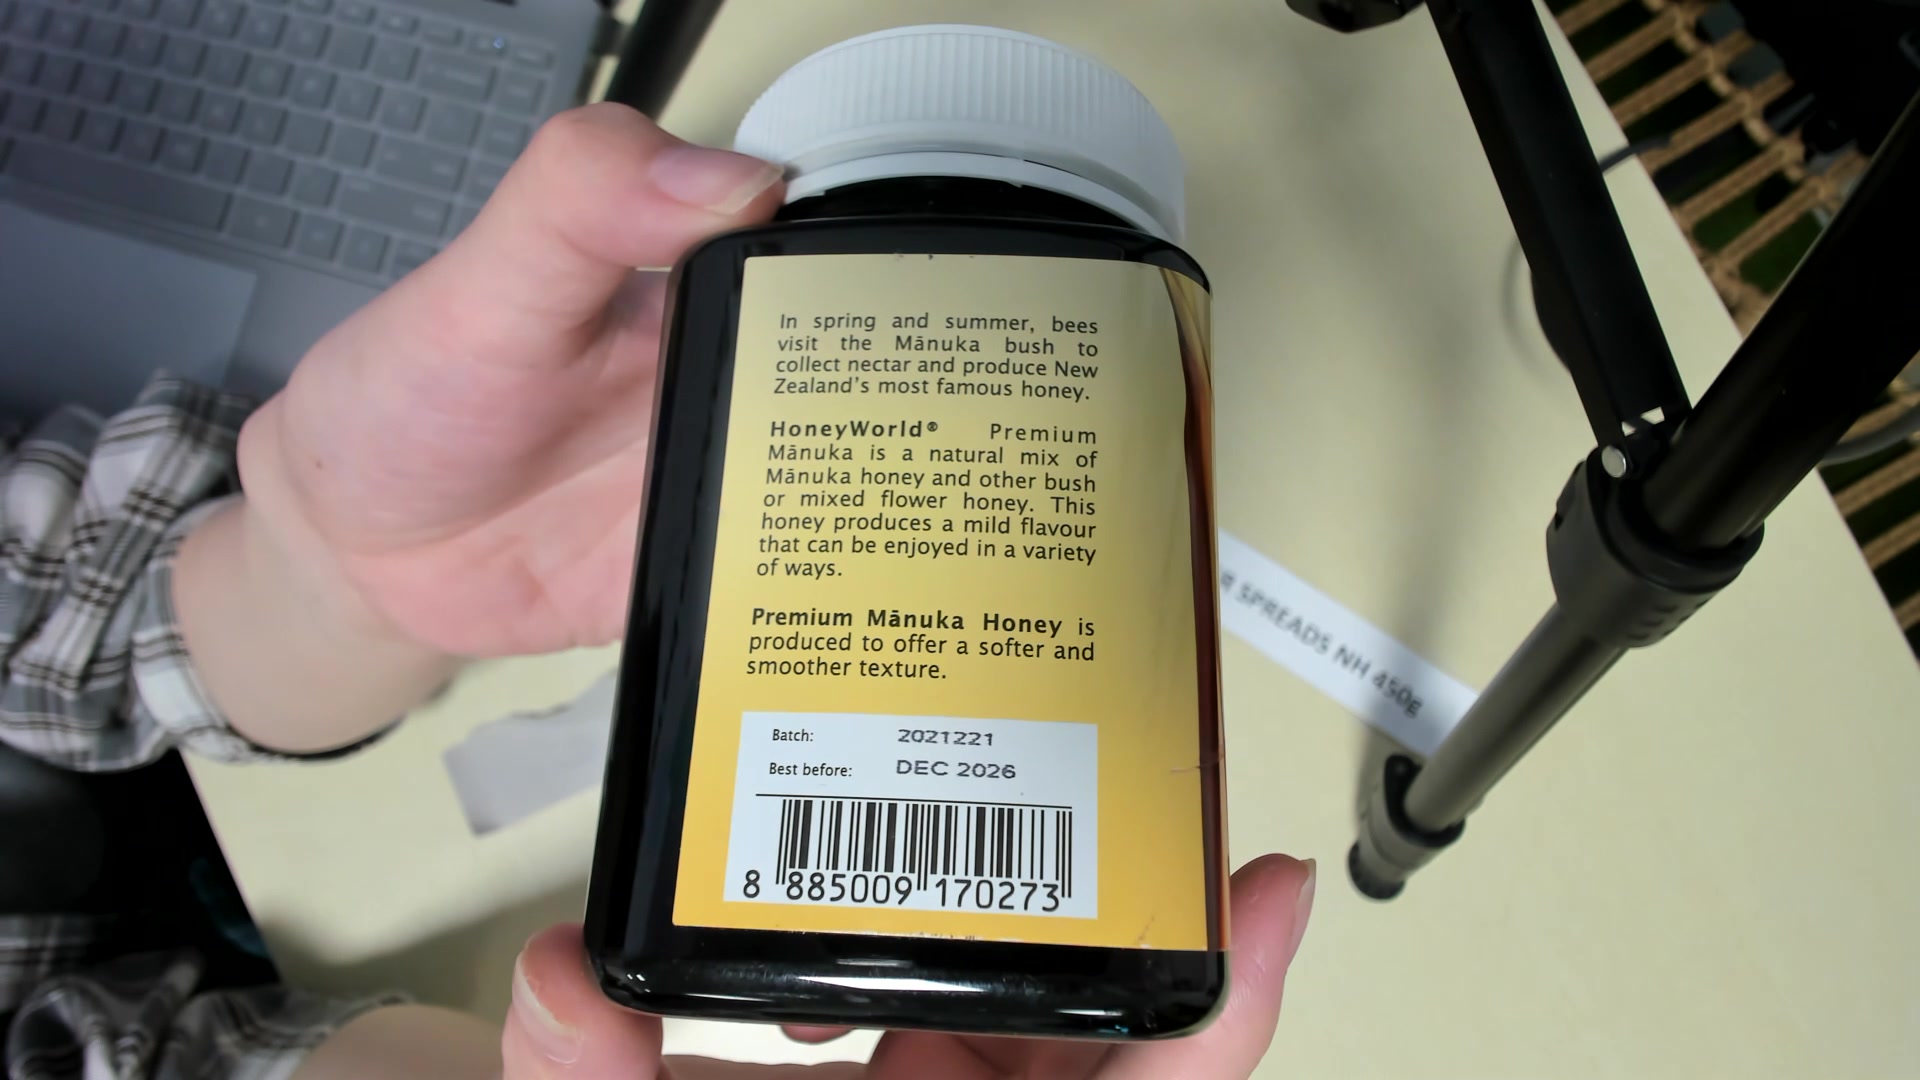 In spring and summer, bees
visit the Mānuka bush to
collect nectar and produce New
Zealand's most famous honey.
HoneyWorld® Premium
Mānuka is a natural mix of
Mānuka honey and other bush
or mixed flower honey. This
honey produces a mild flavour
that can be enjoyed in a variety
of ways.
Premium Mānuka Honey is
produced to offer a softer and
smoother texture.
Batch: 2021221
Best before: DEC 2026
8 885009 170273
SPREADS NH 450g